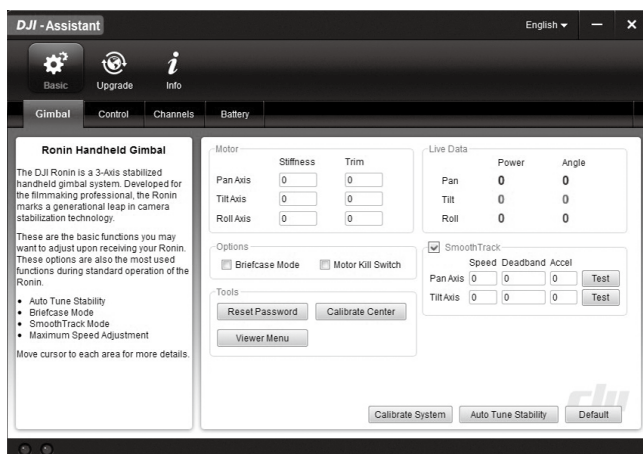 DJI - Assistant
English
Basic
Upgrade
Info
Gimbal Control Channels Battery
Ronin Handheld Gimbal
The DJI Ronin is a 3-Axis stabilized
handheld gimbal system. Developed for
the filmmaking professional, the Ronin
marks a generational leap in camera
stabilization technology.
These are the basic functions you may
want to adjust upon receiving your Ronin.
These options are also the most used
functions during standard operation of the
Ronin.
Auto Tune Stability
Briefcase Mode
SmoothTrack Mode
Maximum Speed Adjustment
Move cursor to each area for more details.
Motor
Stiffness Trim
Pan Axis 0 0
Tilt Axis 0 0
Roll Axis 0 0
Options
Briefcase Mode Motor Kill Switch
Tools
Reset Password Calibrate Center
Viewer Menu
Live Data
Power Angle
Pan 0 0
Tilt 0 0
Roll 0 0
SmoothTrack
Speed Deadband Accel
Pan Axis 0 0 0 Test
Tilt Axis 0 0 0 Test
dji
Calibrate System Auto Tune Stability Default